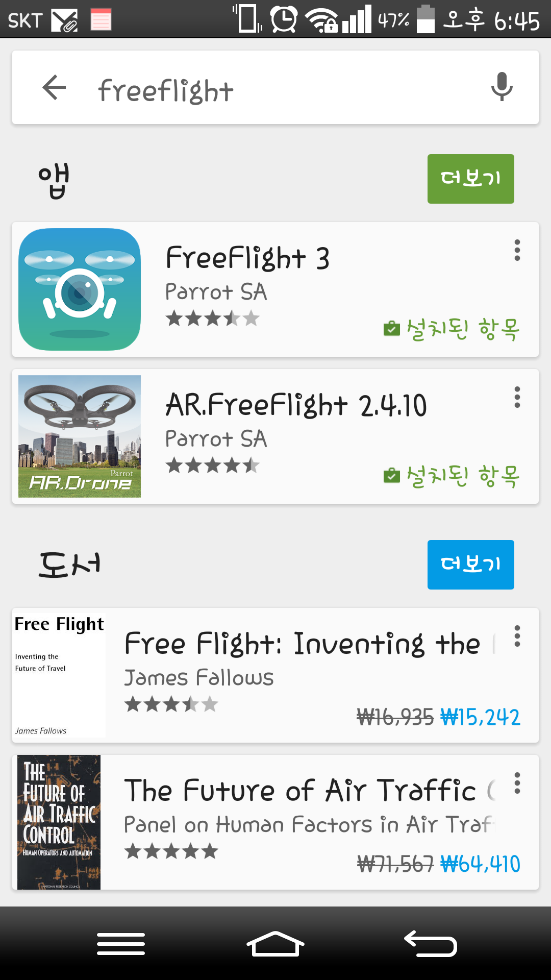 SKT 47% 오후 6:45
freeflight
앱 더보기
FreeFlight 3
Parrot SA
설치된 항목
AR.FreeFlight 2.4.10
Parrot SA
Parrot
AR.Drone
설치된 항목
도서 더보기
Free Flight
Inventing the
Future of Travel
James Fallows
Free Flight: Inventing the
James Fallows
₩16,935 ₩15,242
THE
FUTURE OF
AIR TRAFFIC
CONTROL
HUMAN OPERATORS AND AUTOMATION
The Future of Air Traffic
Panel on Human Factors in Air Traf
₩71,567 ₩64,410